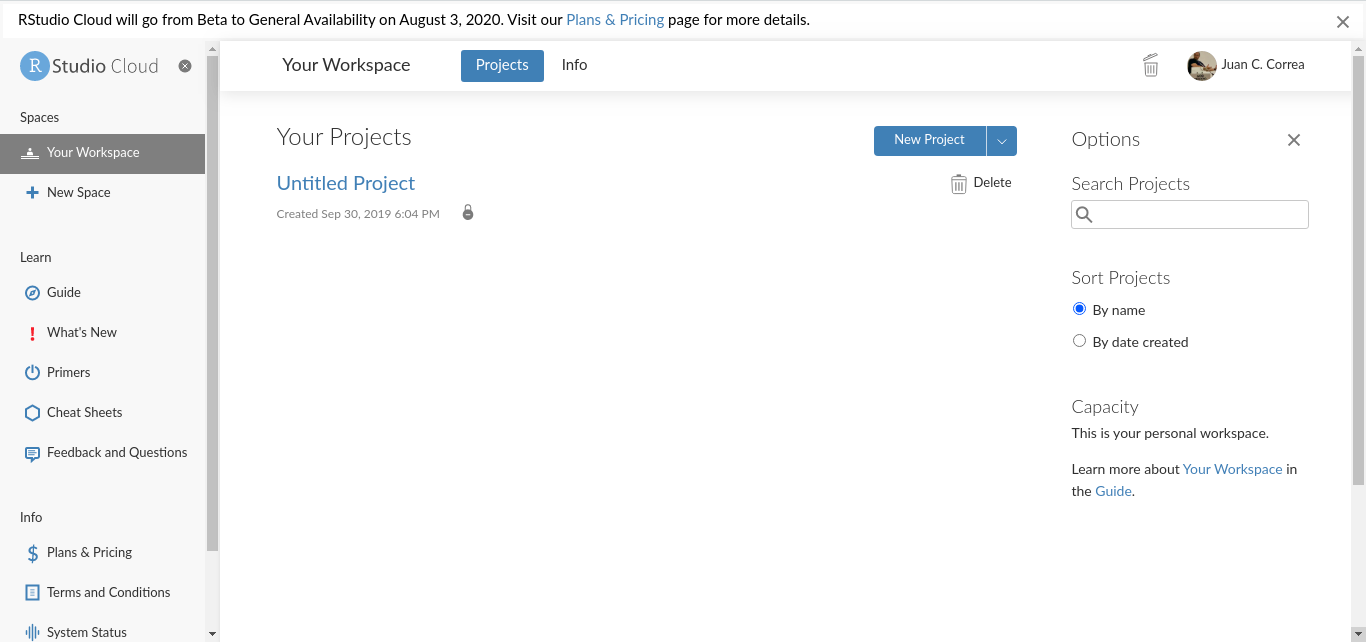 RStudio Cloud will go from Beta to General Availability on August 3, 2020. Visit our Plans & Pricing page for more details.
R Studio Cloud
Spaces
Your Workspace
New Space
Learn
Guide
What's New
Primers
Cheat Sheets
Feedback and Questions
Info
Plans & Pricing
Terms and Conditions
System Status
Your Workspace
Projects
Info
Juan C. Correa
Your Projects
New Project
Untitled Project
Delete
Created Sep 30, 2019 6:04 PM
Options
Search Projects
Sort Projects
By name
By date created
Capacity
This is your personal workspace.
Learn more about Your Workspace in
the Guide.